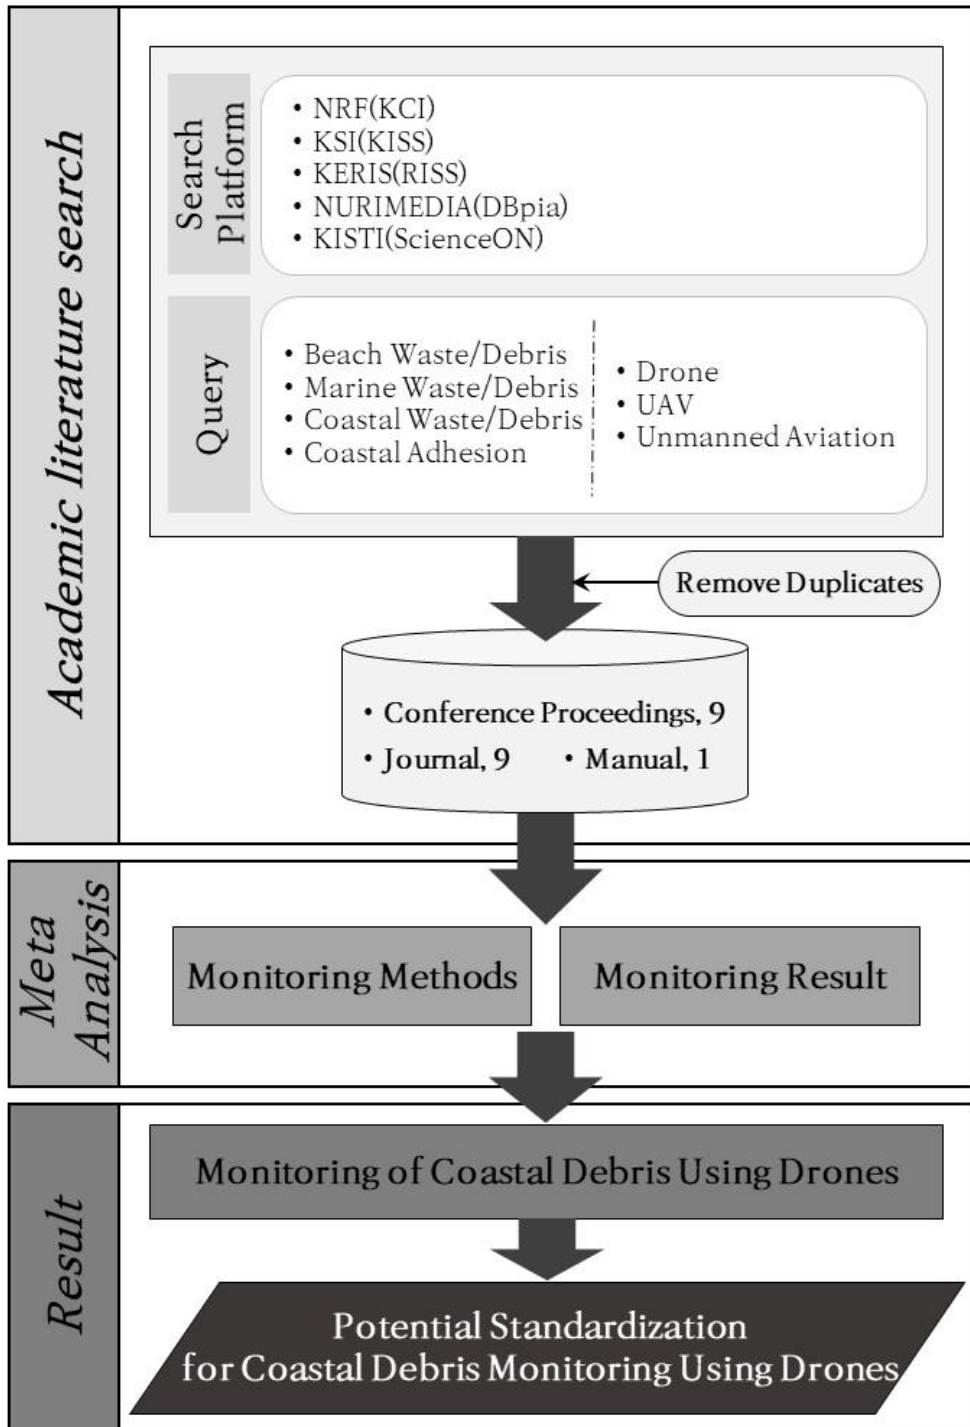 Academic literature search
Search
Platform
• NRF(KCI)
• KSI(KISS)
• KERIS(RISS)
• NURIMEDIA(DBpia)
• KISTI(ScienceON)
Query
• Beach Waste/Debris
• Marine Waste/Debris
• Coastal Waste/Debris
• Coastal Adhesion
• Drone
• UAV
• Unmanned Aviation
Remove Duplicates
• Conference Proceedings, 9
• Journal, 9 • Manual, 1
Meta
Analysis
Monitoring Methods
Monitoring Result
Result
Monitoring of Coastal Debris Using Drones
Potential Standardization
for Coastal Debris Monitoring Using Drones